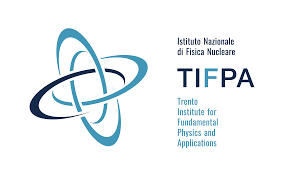 Istituto Nazionale
di Fisica Nucleare
TIFPA
Trento
Institute for
Fundamental
Physics and
Applications